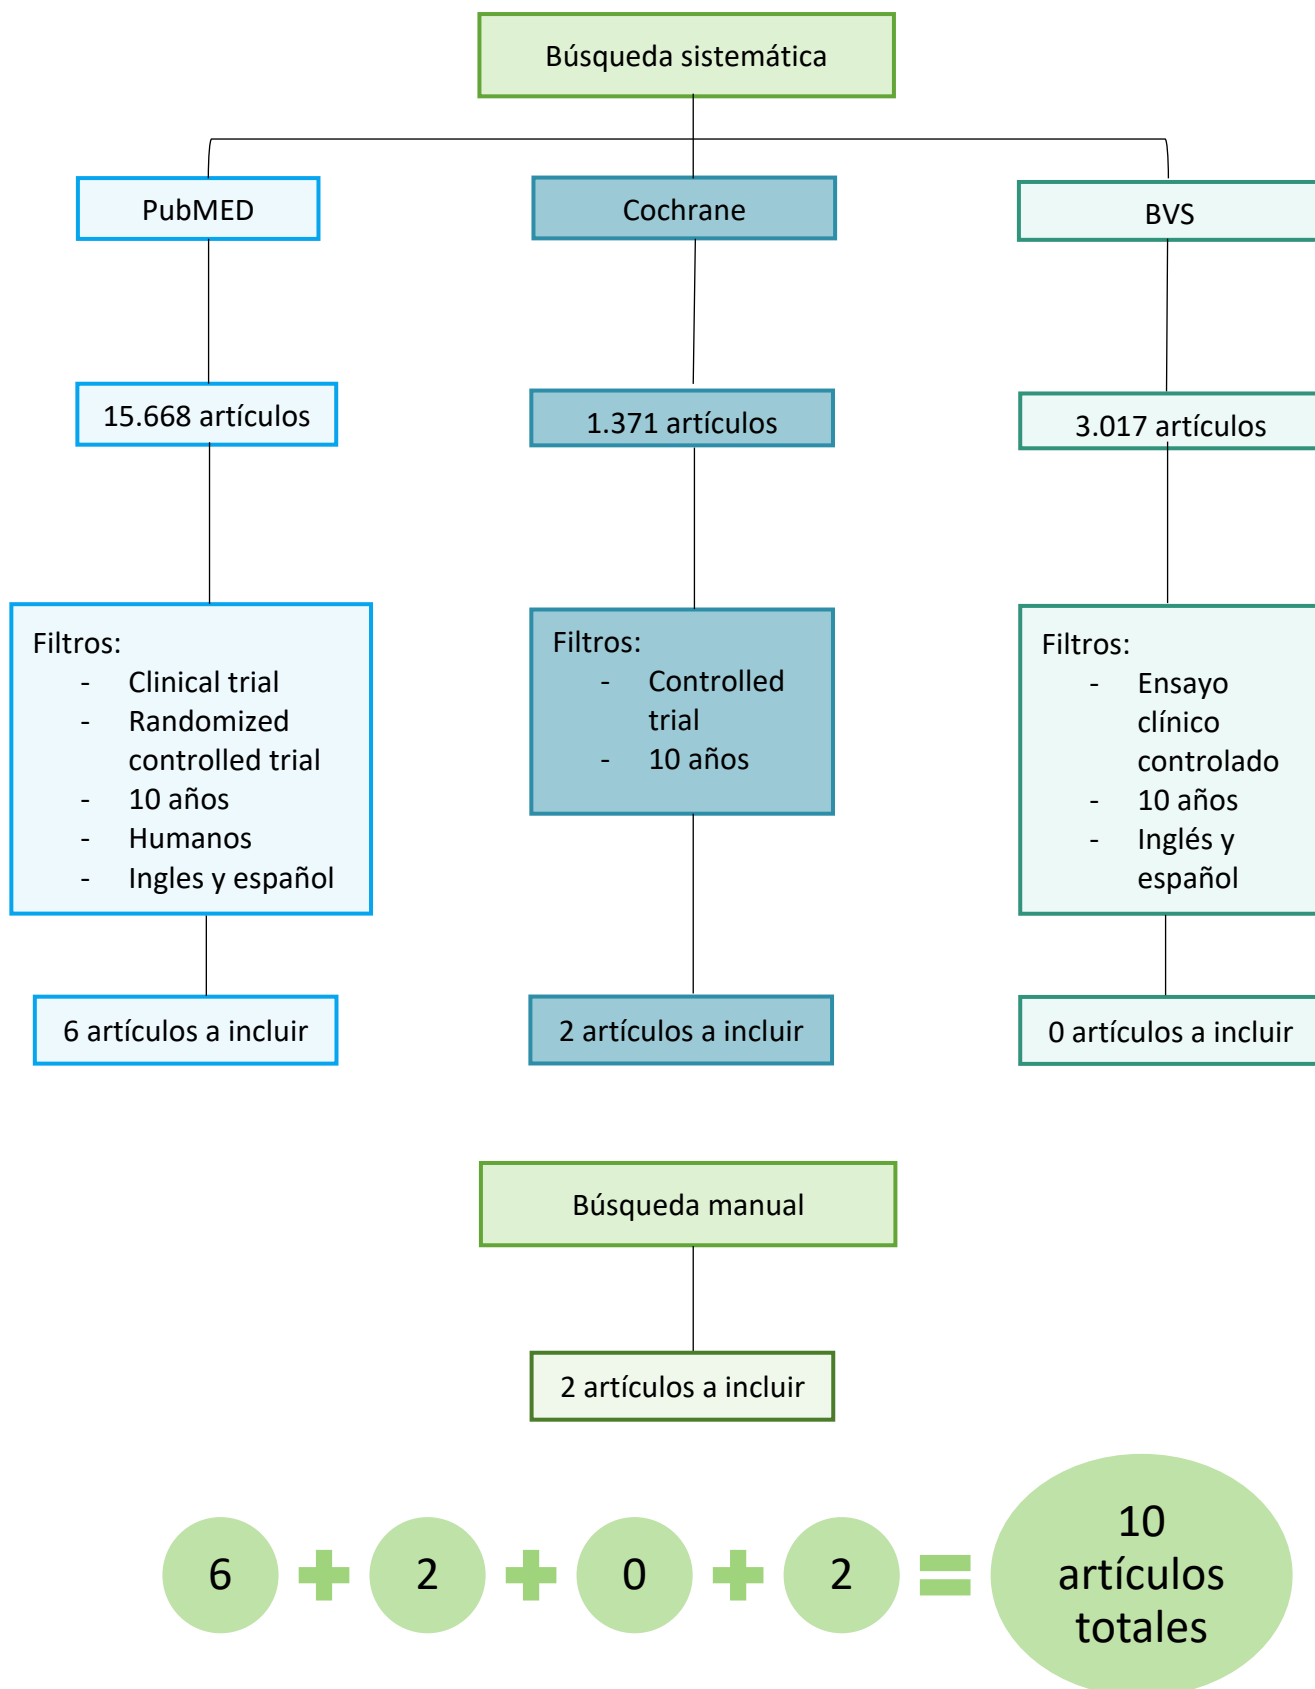 Búsqueda sistemática
PubMED
Cochrane
BVS
15.668 artículos
1.371 artículos
3.017 artículos
Filtros:
- Clinical trial
- Randomized
controlled trial
- 10 años
- Humanos
- Ingles y español
Filtros:
- Controlled
trial
- 10 años
Filtros:
- Ensayo
clínico
controlado
- 10 años
- Inglés y
español
6 artículos a incluir
2 artículos a incluir
0 artículos a incluir
Búsqueda manual
2 artículos a incluir
6 + 2 + 0 + 2 = 10
artículos
totales